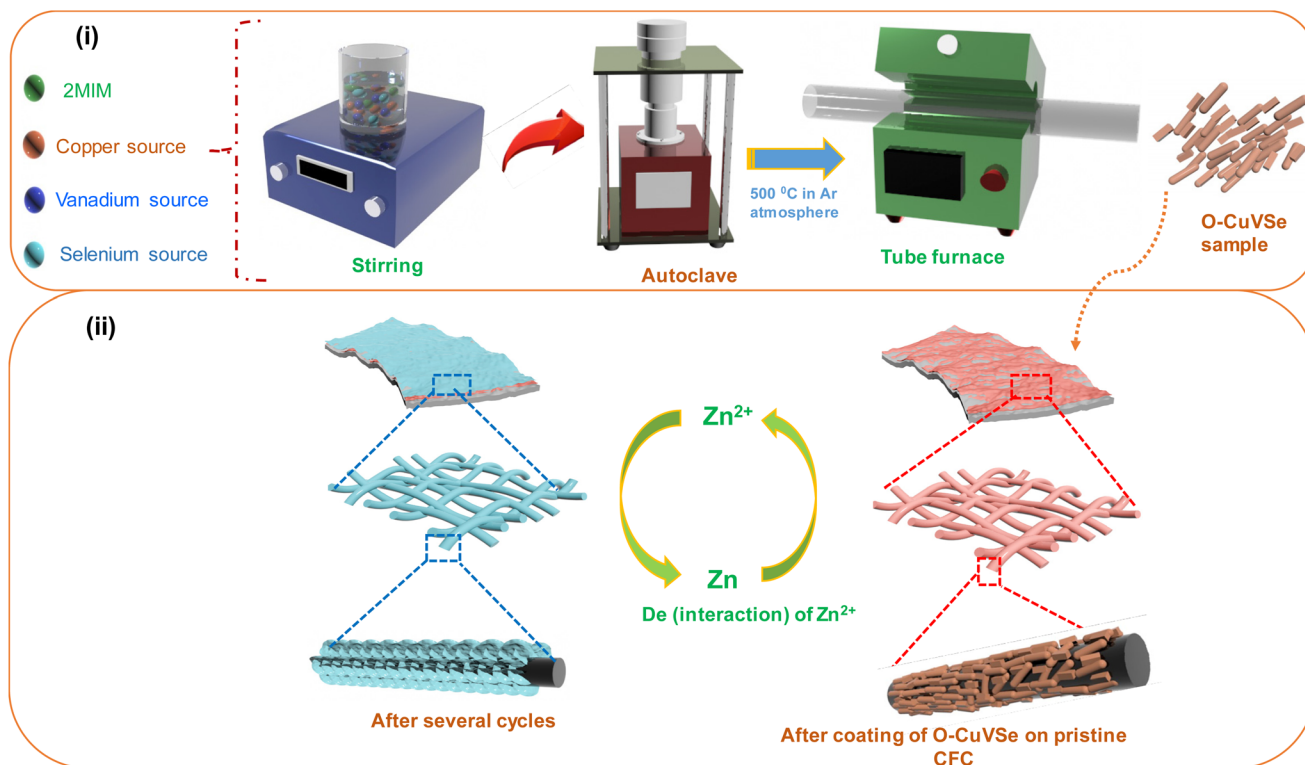 (i)
2MIM
Copper source
Vanadium source
Selenium source
Stirring
Autoclave
500 ⁰C in Ar
atmosphere
Tube furnace
O-CuVSe
sample
(ii)
Zn²⁺
Zn
De (interaction) of Zn²⁺
After several cycles
After coating of O-CuVSe on pristine
CFC